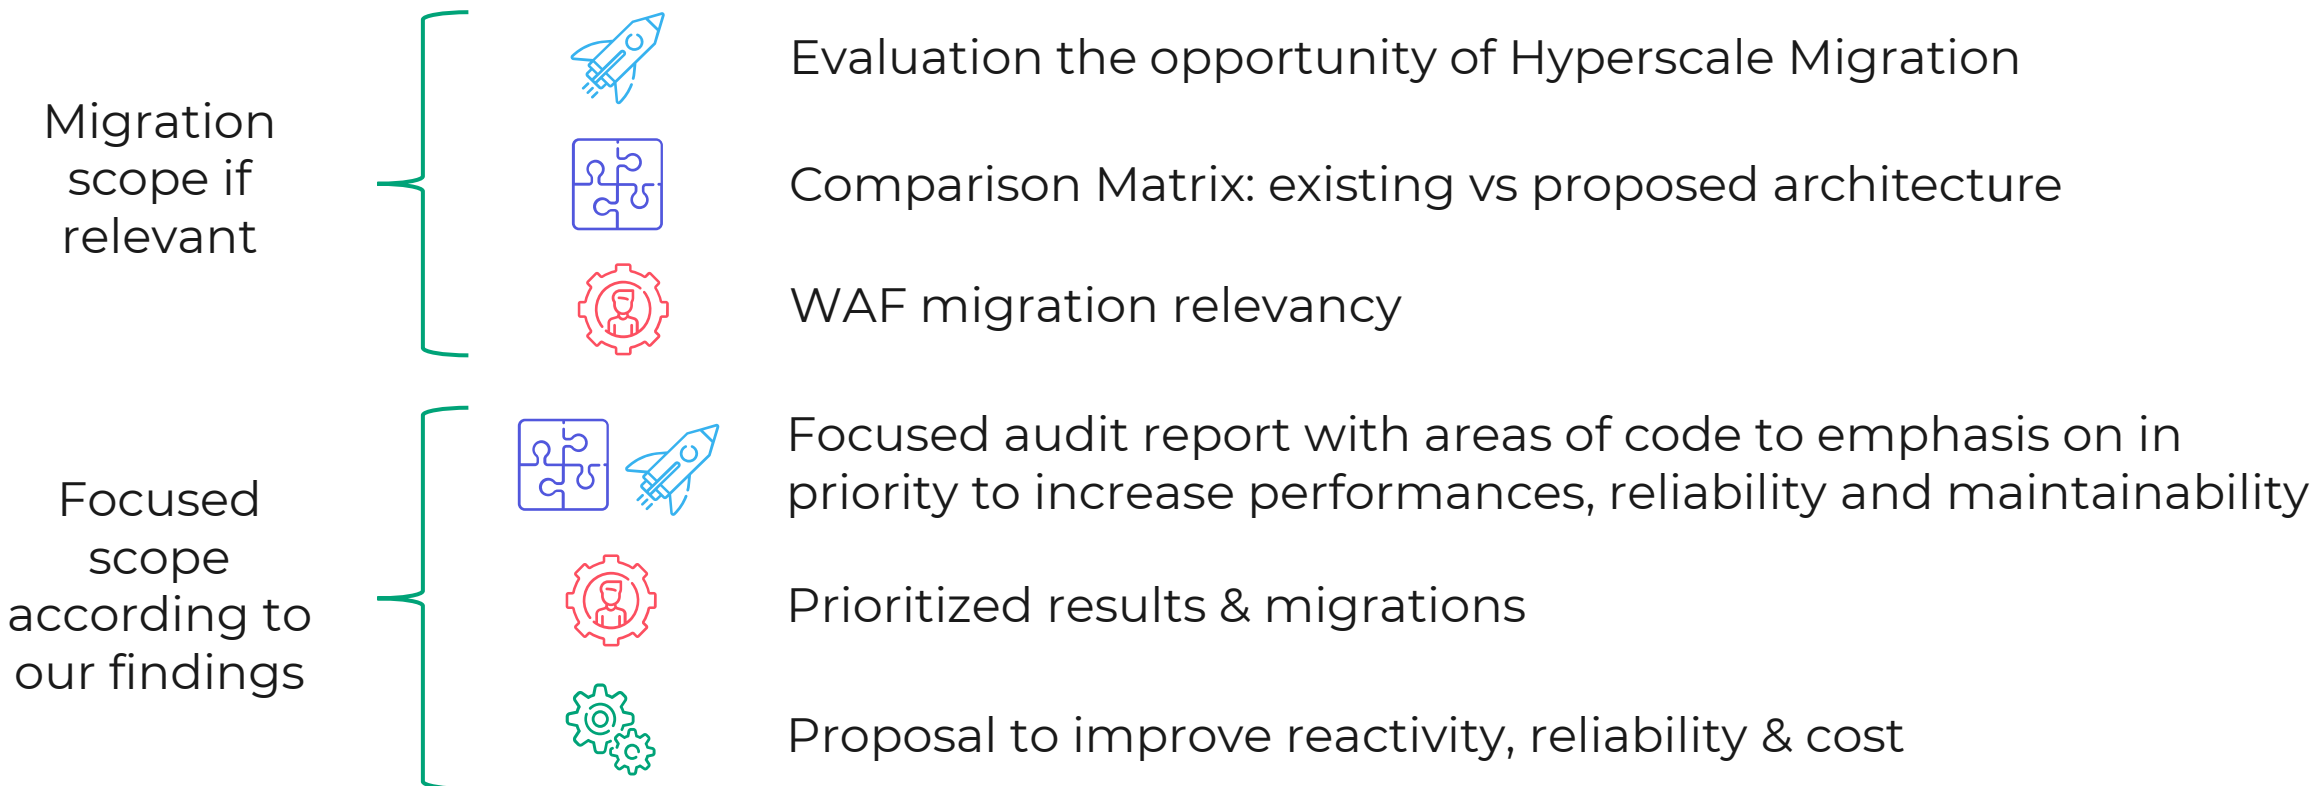 Migration
scope if
relevant
Evaluation the opportunity of Hyperscale Migration
Comparison Matrix: existing vs proposed architecture
WAF migration relevancy
Focused
scope
according to
our findings
Focused audit report with areas of code to emphasis on in
priority to increase performances, reliability and maintainability
Prioritized results & migrations
Proposal to improve reactivity, reliability & cost